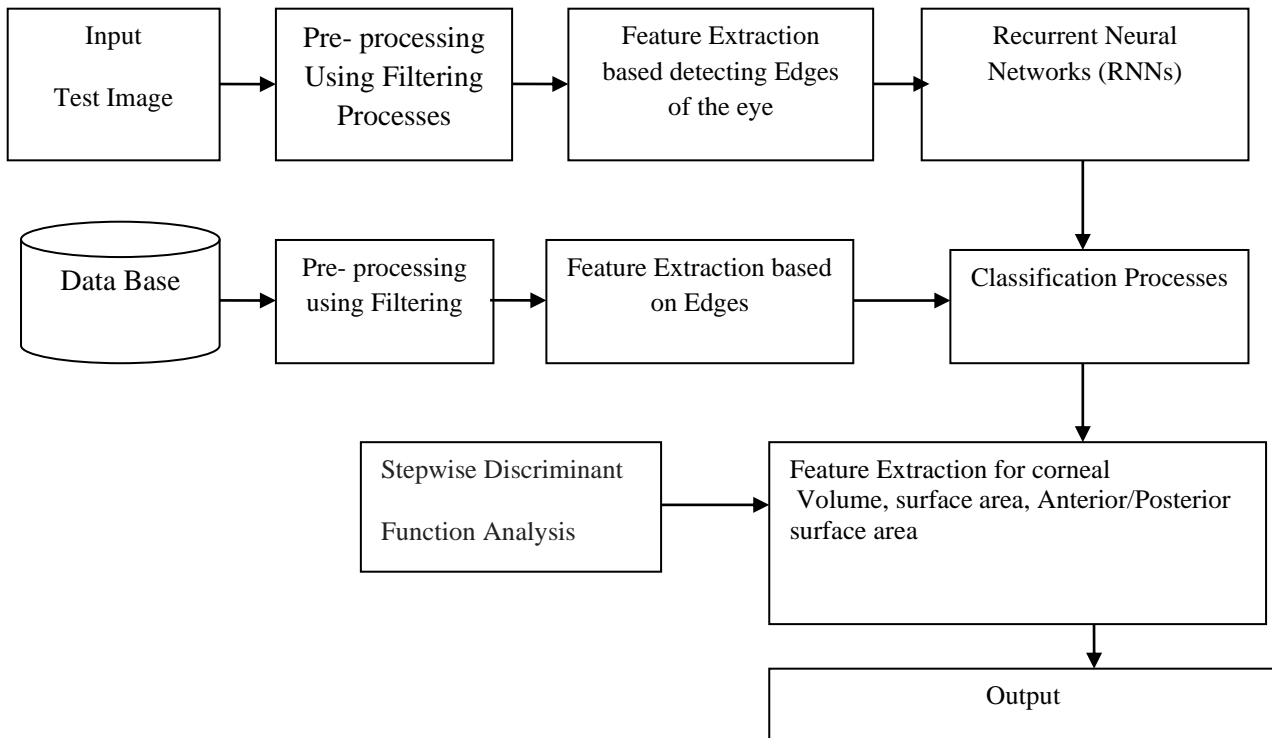 Input
Test Image
Pre- processing
Using Filtering
Processes
Feature Extraction
based detecting Edges
of the eye
Recurrent Neural
Networks (RNNs)
Data Base
Pre- processing
using Filtering
Feature Extraction based
on Edges
Classification Processes
Stepwise Discriminant
Function Analysis
Feature Extraction for corneal
Volume, surface area, Anterior/Posterior
surface area
Output